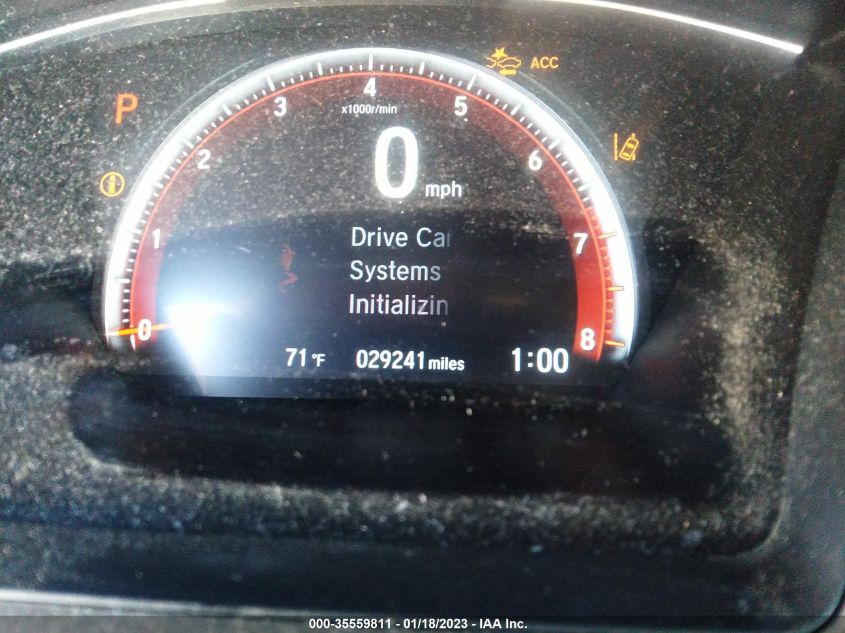 ACC
P
4
3
5
x1000r/min
2
6
0 mph
i
1
7
Drive Car
Systems
Initializin
0
8
71°F 029241 miles 1:00
000-35559811 - 01/18/2023 - IAA Inc.